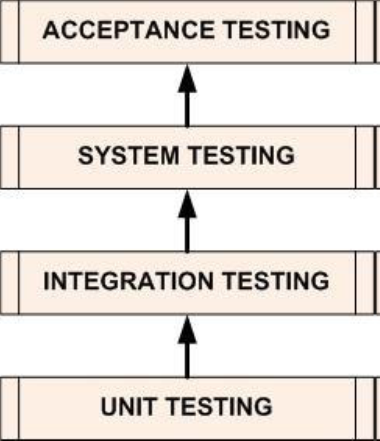 ACCEPTANCE TESTING
SYSTEM TESTING
INTEGRATION TESTING
UNIT TESTING